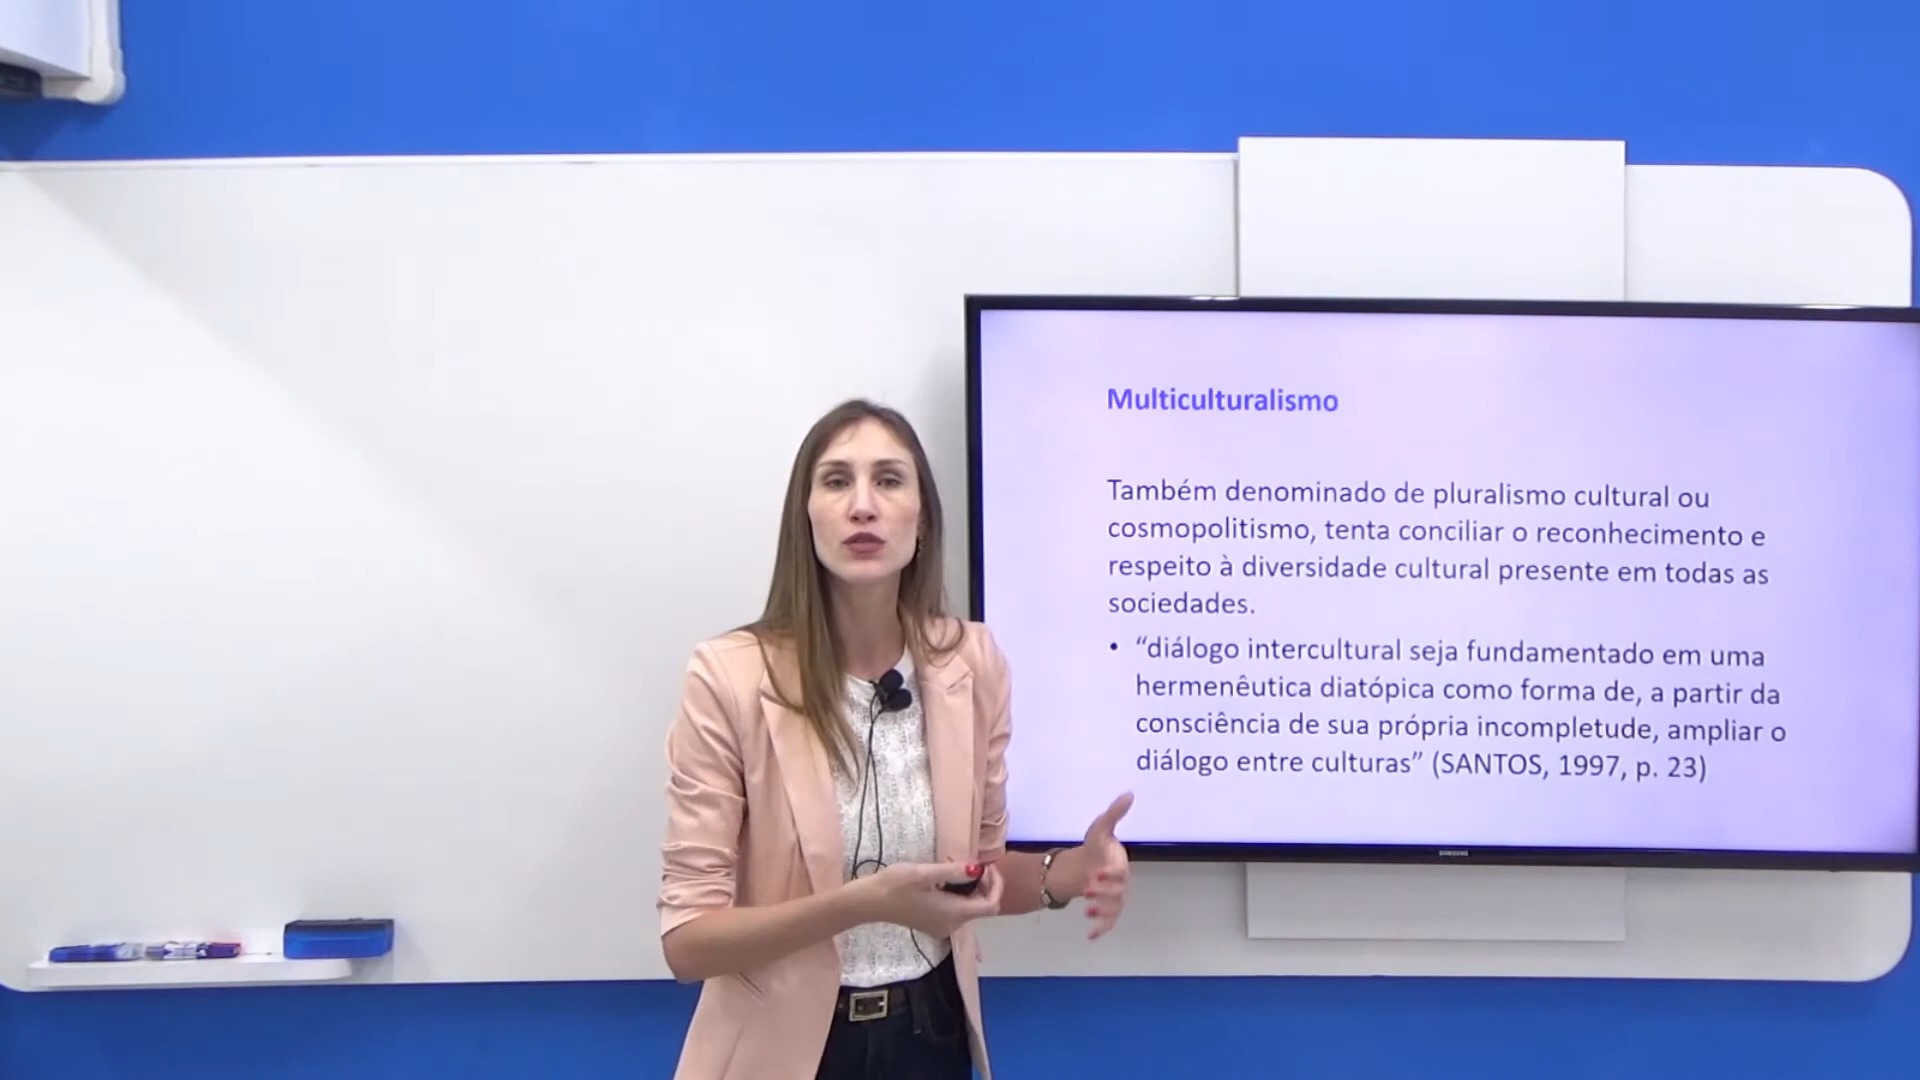 Multiculturalismo
Também denominado de pluralismo cultural ou
cosmopolitismo, tenta conciliar o reconhecimento e
respeito à diversidade cultural presente em todas as
sociedades.
• “diálogo intercultural seja fundamentado em uma
hermenêutica diatópica como forma de, a partir da
consciência de sua própria incompletude, ampliar o
diálogo entre culturas” (SANTOS, 1997, p. 23)
SAMSUNG